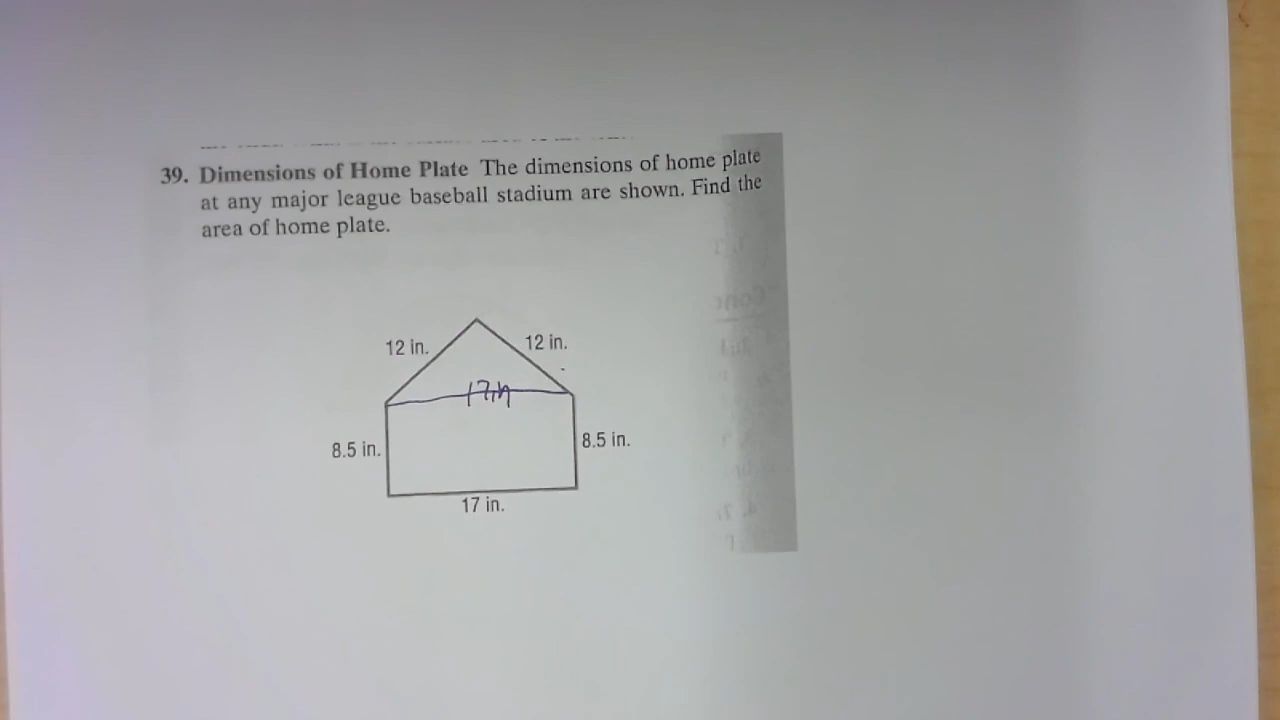 39. Dimensions of Home Plate The dimensions of home plate
at any major league baseball stadium are shown. Find the
area of home plate.
12 in.
12 in.
17in
8.5 in.
8.5 in.
17 in.